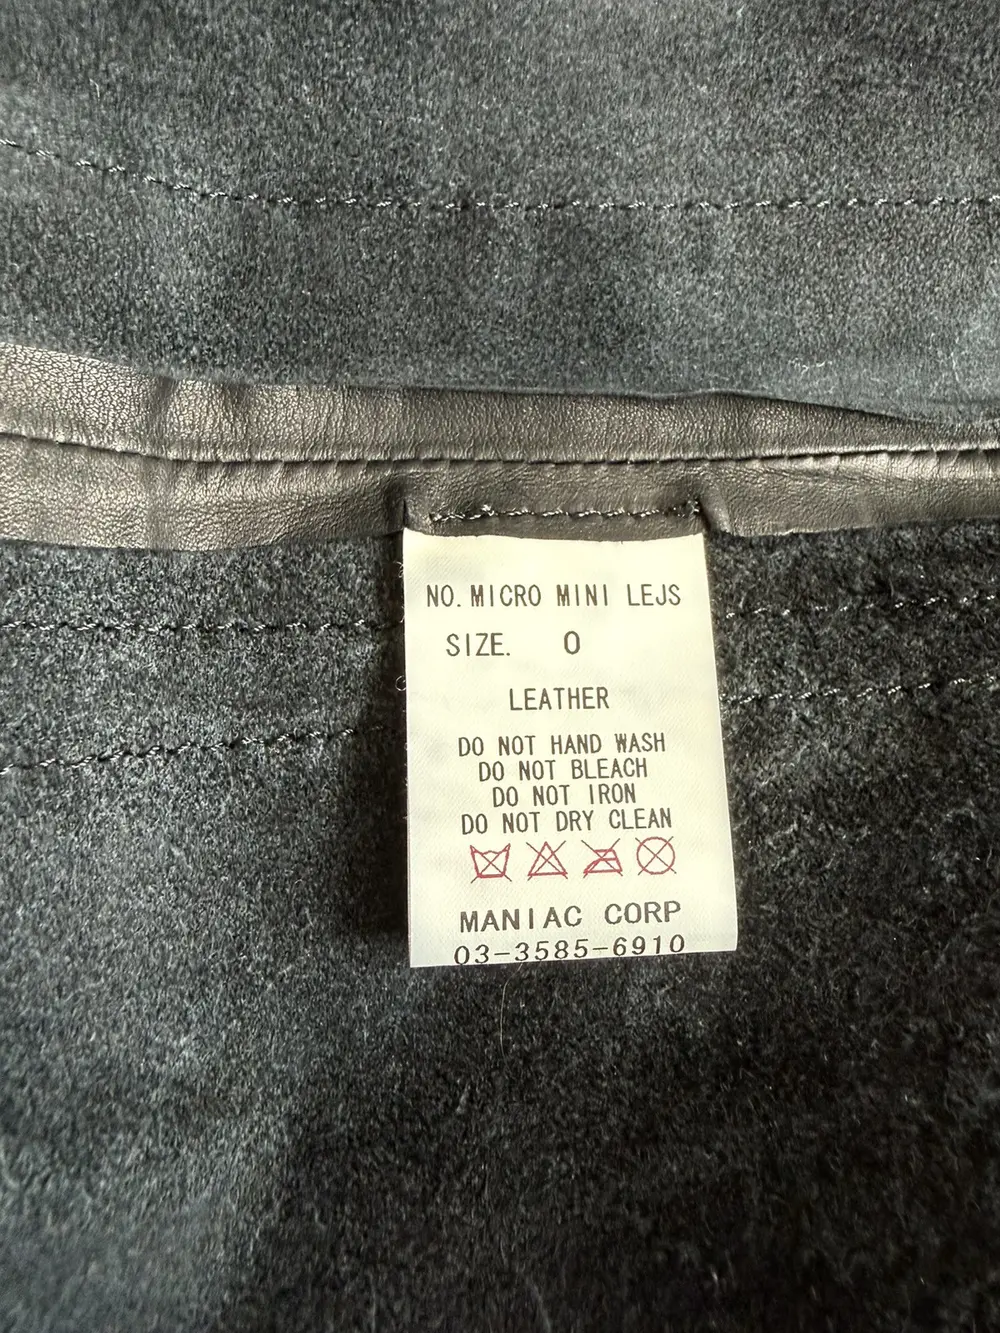 NO. MICRO MINI LEJS
SIZE. 0
LEATHER
DO NOT HAND WASH
DO NOT BLEACH
DO NOT IRON
DO NOT DRY CLEAN
MANIAC CORP
03-3585-6910